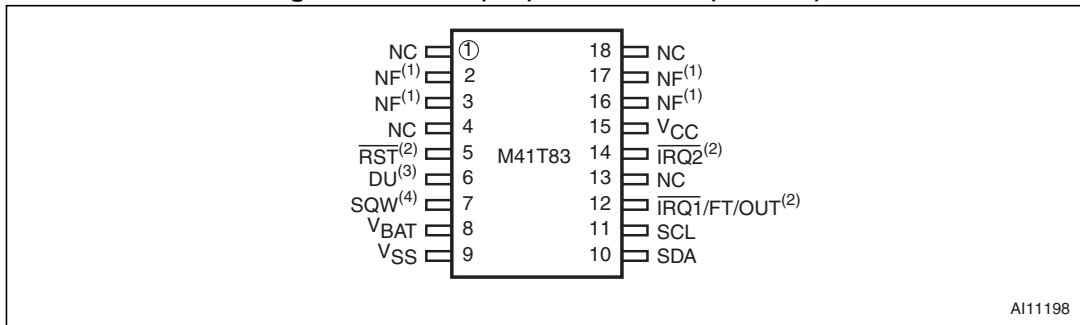 NC 1 18 NC
NF(1) 2 17 NF(1)
NF(1) 3 16 NF(1)
NC 4 15 VCC
RST(2) 5 M41T83 14 IRQ2(2)
DU(3) 6 13 NC
SQW(4) 7 12 IRQ1/FT/OUT(2)
VBAT 8 11 SCL
VSS 9 10 SDA
AI11198